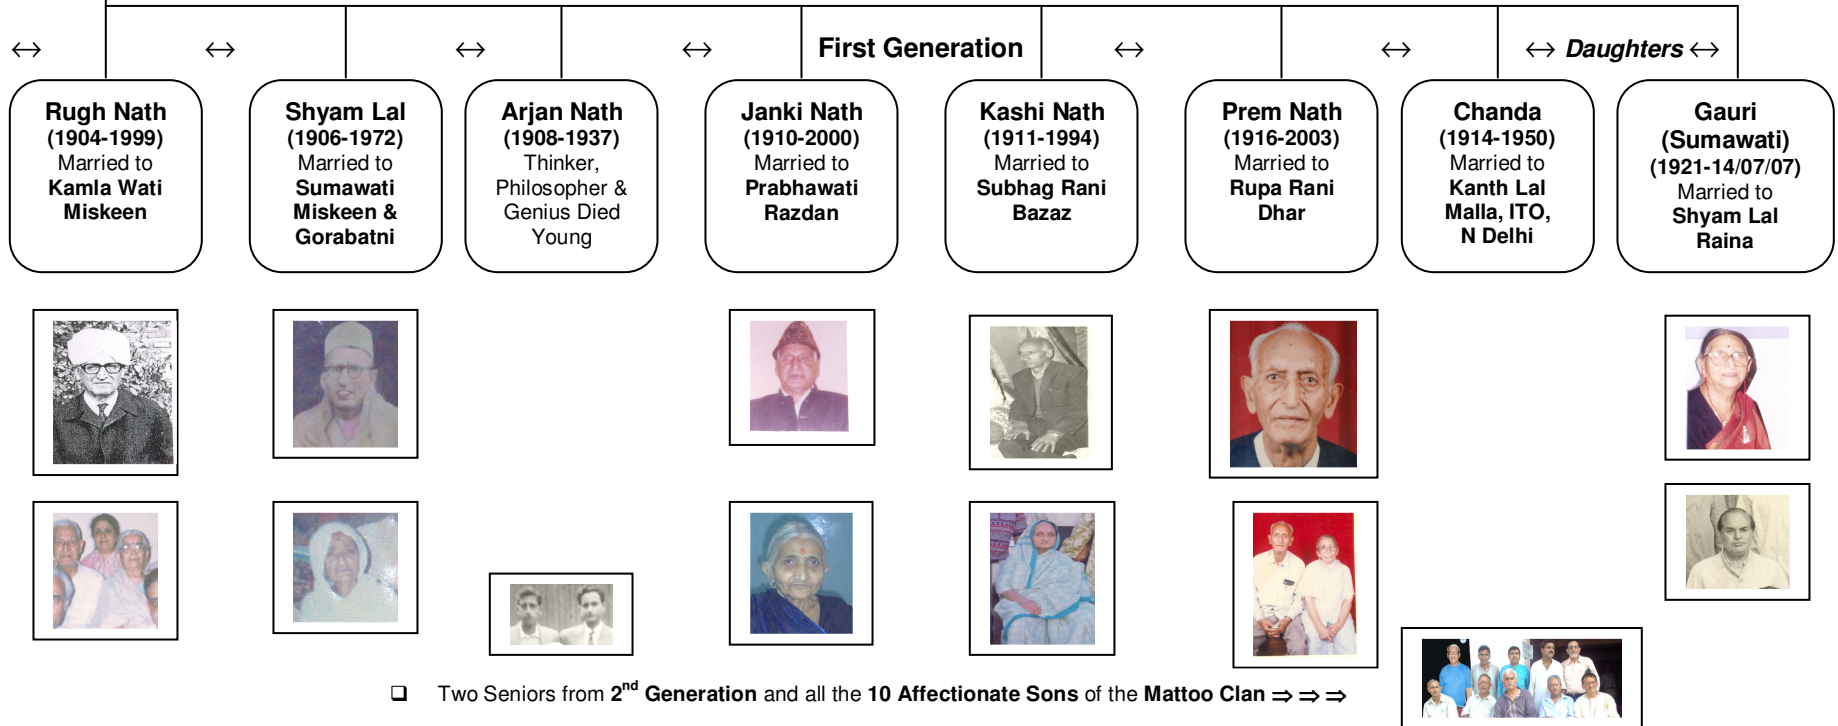 ↔ ↔ ↔ ↔ First Generation ↔ ↔ ↔ Daughters ↔
Rugh Nath
(1904-1999)
Married to
Kamla Wati
Miskeen
Shyam Lal
(1906-1972)
Married to
Sumawati
Miskeen &
Gorabatni
Arjan Nath
(1908-1937)
Thinker,
Philosopher &
Genius Died
Young
Janki Nath
(1910-2000)
Married to
Prabhawati
Razdan
Kashi Nath
(1911-1994)
Married to
Subhag Rani
Bazaz
Prem Nath
(1916-2003)
Married to
Rupa Rani
Dhar
Chanda
(1914-1950)
Married to
Kanth Lal
Malla, ITO,
N Delhi
Gauri
(Sumawati)
(1921-14/07/07)
Married to
Shyam Lal
Raina
❑ Two Seniors from 2nd Generation and all the 10 Affectionate Sons of the Mattoo Clan ⇒ ⇒ ⇒